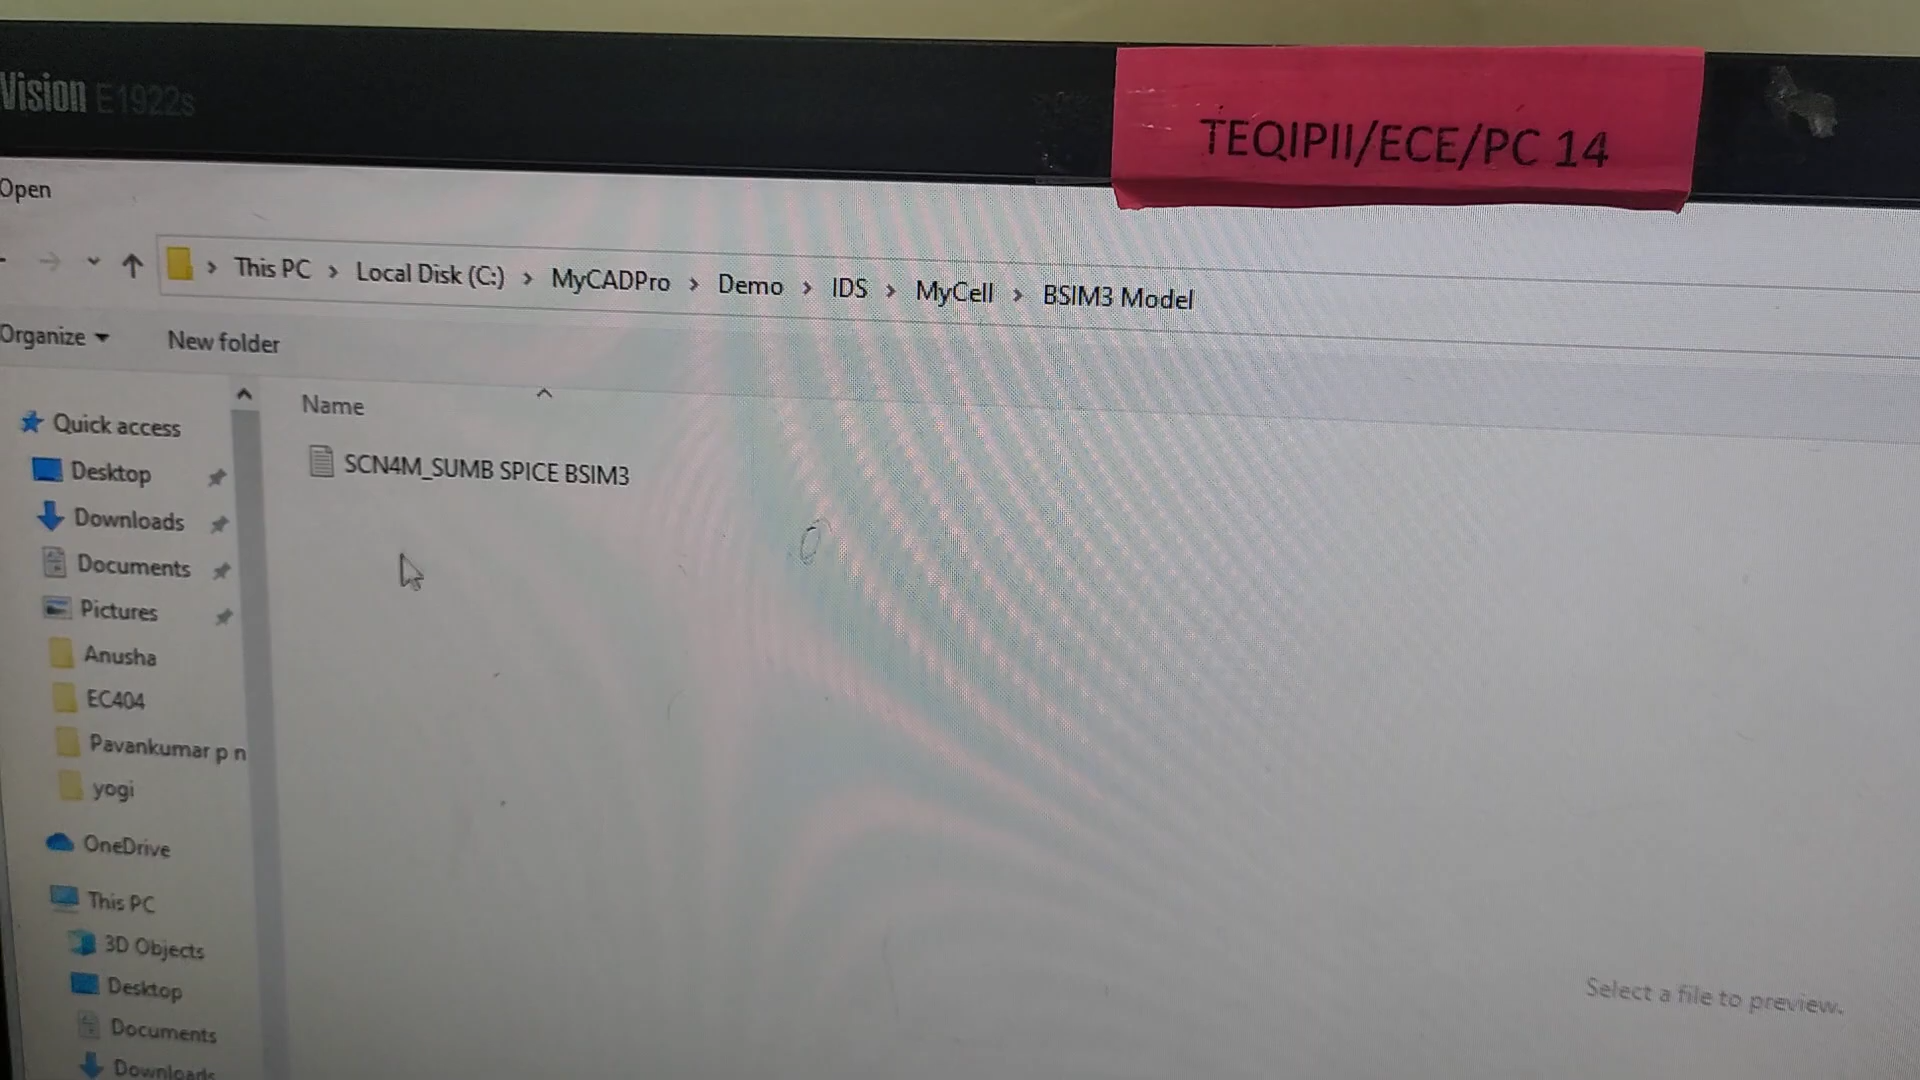 Vision E1922s
TEQIPII/ECE/PC 14
Open
This PC > Local Disk (C:) > MyCADPro > Demo > IDS > MyCell > BSIM3 Model
Organize
New folder
Name
Quick access
SCN4M_SUMB SPICE BSIM3
Desktop
Downloads
Documents
Pictures
Anusha
EC404
Pavankumar p n
yogi
OneDrive
This PC
3D Objects
Desktop
Documents
Downloads
Select a file to preview.